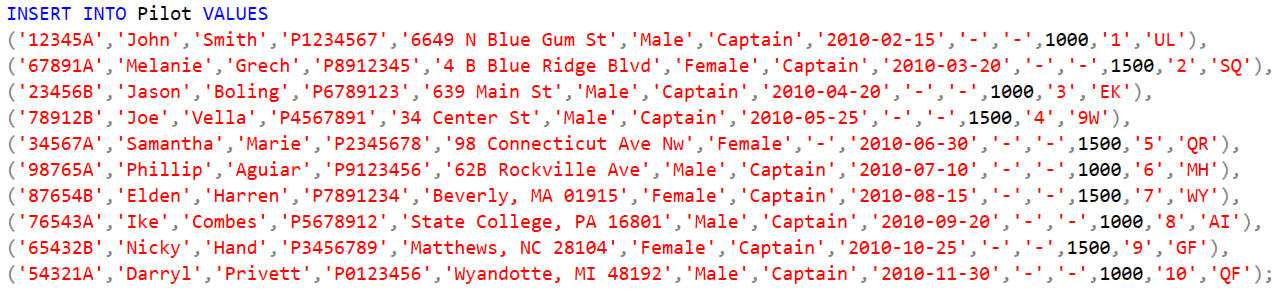 INSERT INTO Pilot VALUES
('12345A','John','Smith','P1234567','6649 N Blue Gum St','Male','Captain','2010-02-15','-','-',1000,'1','UL'),
('67891A','Melanie','Grech','P8912345','4 B Blue Ridge Blvd','Female','Captain','2010-03-20','-','-',1500,'2','SQ'),
('23456B','Jason','Boling','P6789123','639 Main St','Male','Captain','2010-04-20','-','-',1000,'3','EK'),
('78912B','Joe','Vella','P4567891','34 Center St','Male','Captain','2010-05-25','-','-',1500,'4','9W'),
('34567A','Samantha','Marie','P2345678','98 Connecticut Ave Nw','Female','-','2010-06-30','-','-',1500,'5','QR'),
('98765A','Phillip','Aguiar','P9123456','62B Rockville Ave','Male','Captain','2010-07-10','-','-',1000,'6','MH'),
('87654B','Elden','Harren','P7891234','Beverly, MA 01915','Female','Captain','2010-08-15','-','-',1500,'7','WY'),
('76543A','Ike','Combes','P5678912','State College, PA 16801','Male','Captain','2010-09-20','-','-',1000,'8','AI'),
('65432B','Nicky','Hand','P3456789','Matthews, NC 28104','Female','Captain','2010-10-25','-','-',1500,'9','GF'),
('54321A','Darryl','Privett','P0123456','Wyandotte, MI 48192','Male','Captain','2010-11-30','-','-',1000,'10','QF');